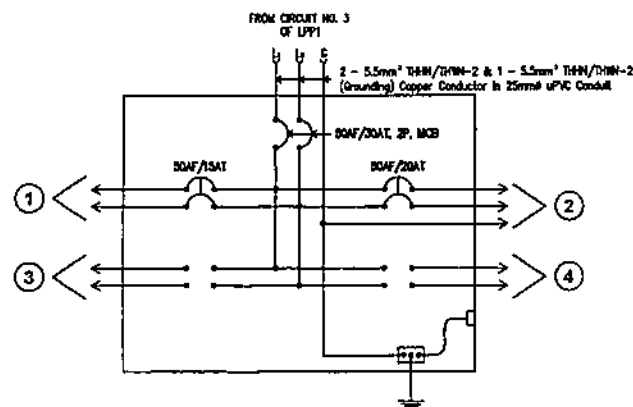 FROM CIRCUIT NO. 3
OF LPP1
L1 L2 G
2 - 5.5mm² THHN/THWN-2 & 1 - 5.5mm² THHN/THWN-2
(Grounding) Copper Conductor in 25mmø uPVC Conduit
50AF/30AT, 2P, MCB
50AF/15AT
50AF/20AT
1
2
3
4